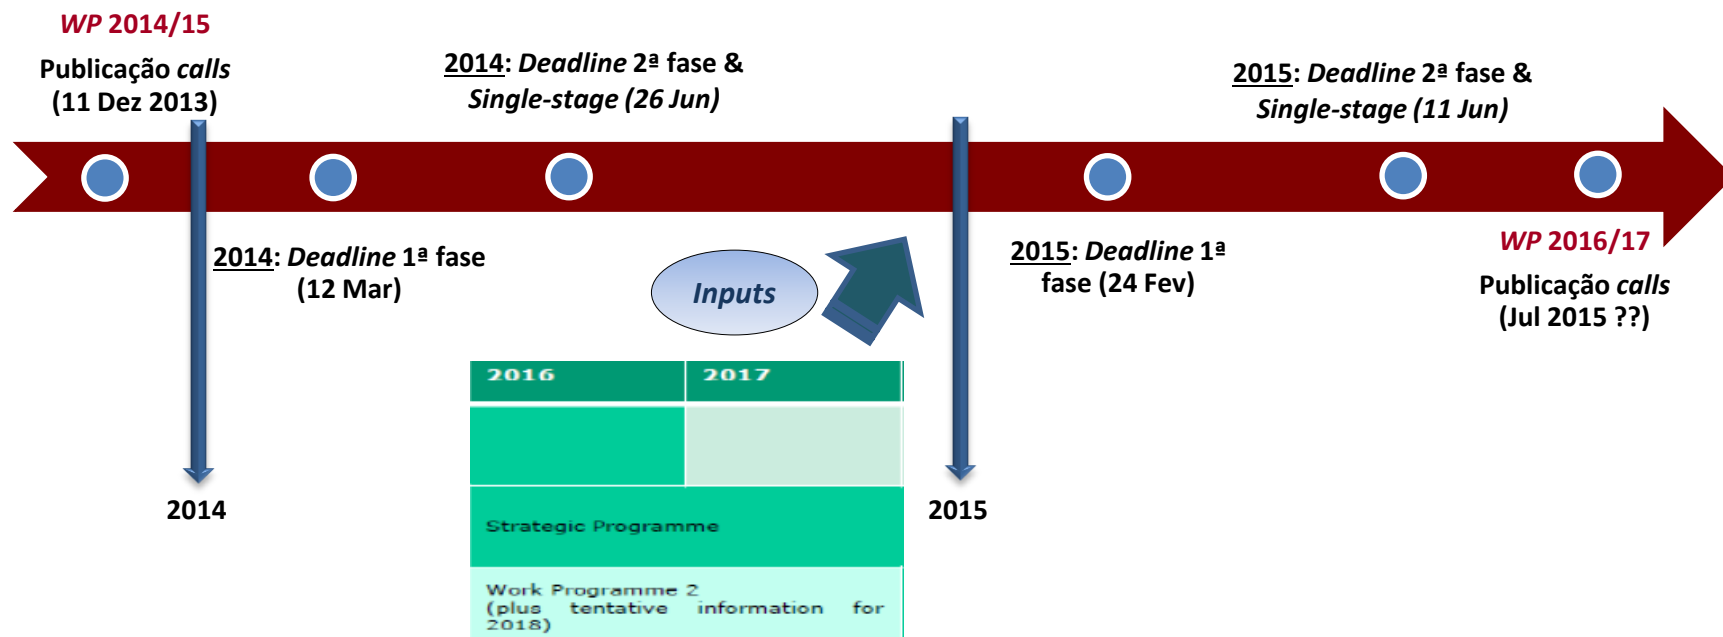 WP 2014/15
Publicação calls
(11 Dez 2013)
2014: Deadline 2ª fase &
Single-stage (26 Jun)
2015: Deadline 2ª fase &
Single-stage (11 Jun)
2014: Deadline 1ª fase
(12 Mar)
Inputs
2015: Deadline 1ª
fase (24 Fev)
WP 2016/17
Publicação calls
(Jul 2015 ??)
2016
2017
2014
2015
Strategic Programme
Work Programme 2
(plus tentative information for
2018)